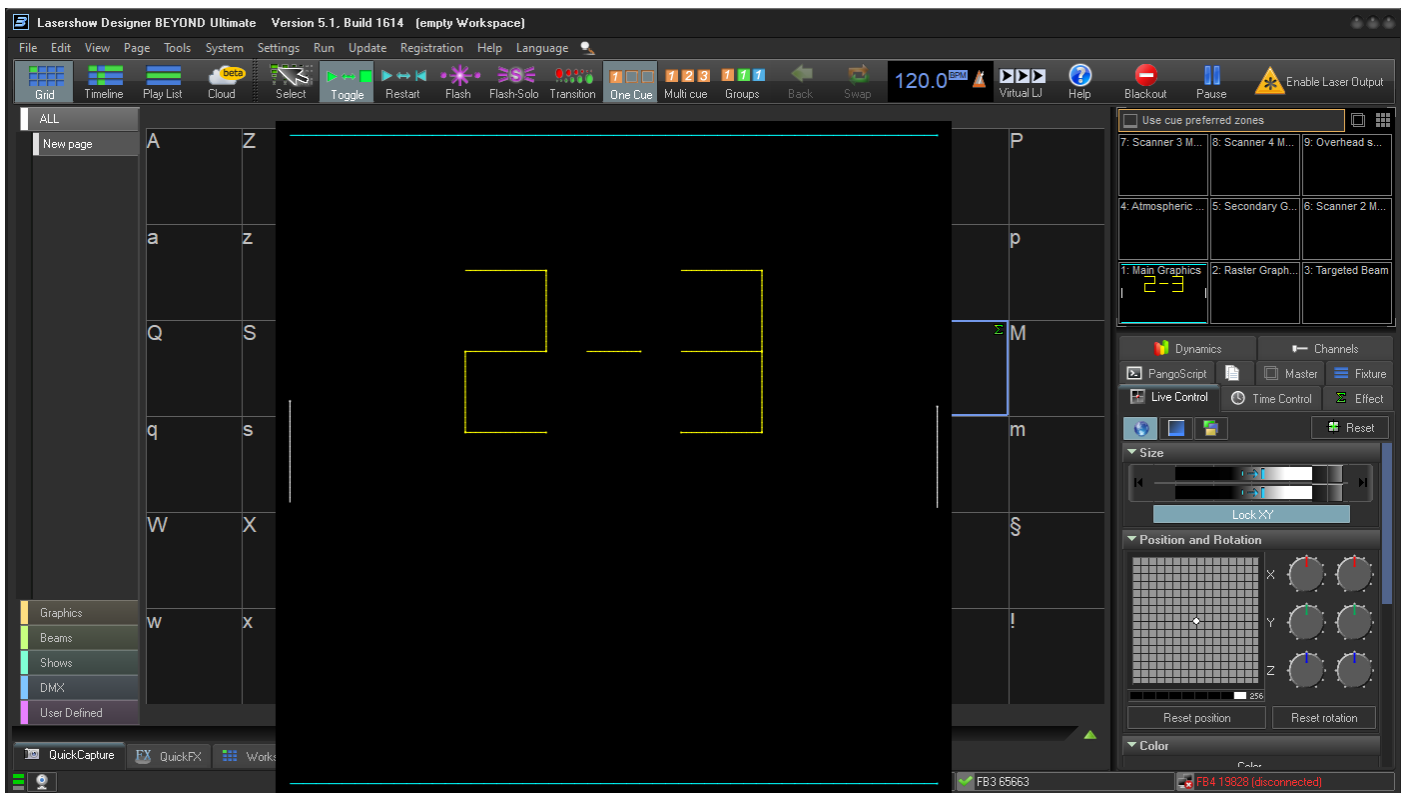 Lasershow Designer BEYOND Ultimate Version 5.1, Build 1614 (empty Workspace)
File Edit View Page Tools System Settings Run Update Registration Help Language
Grid Timeline Play List Cloud beta Select Toggle Restart Flash Flash-Solo Transition One Cue Multi cue Groups Back Swap 120.0 BPM Virtual LJ Help Blackout Pause Enable Laser Output
ALL
New page
A Z P
a z p
Q S Σ M
q s m
W X §
w x !
2-3
Graphics
Beams
Shows
DMX
User Defined
QuickCapture EX QuickFX Works
FB3 65663 FB4 19828 (disconnected)
Use cue preferred zones
7: Scanner 3 M... 8: Scanner 4 M... 9: Overhead s...
4: Atmospheric ... 5: Secondary G... 6: Scanner 2 M...
1: Main Graphics 2: Raster Graph... 3: Targeted Beam
2-3
Dynamics Channels
PangoScript Master Fixture
Live Control Time Control Σ Effect
Reset
Size
Lock XY
Position and Rotation
X
Y
Z
256
Reset position Reset rotation
Color
Color